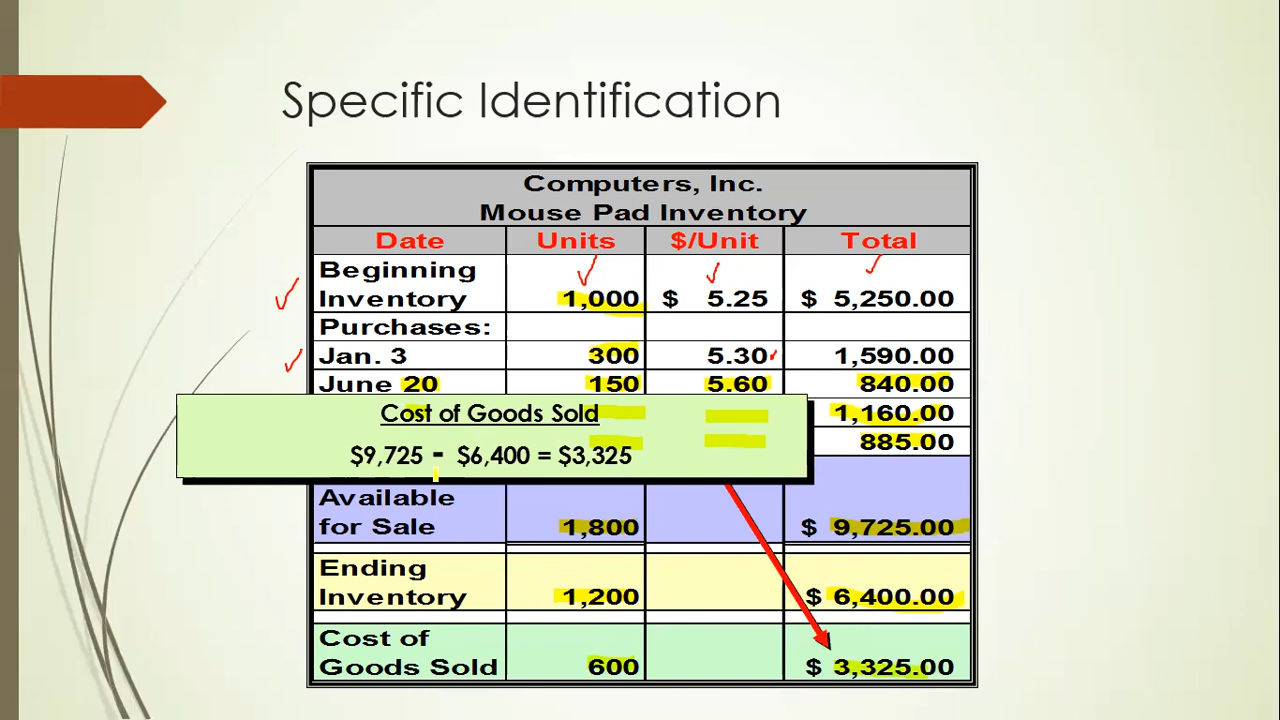 Specific Identification
Computers, Inc.
Mouse Pad Inventory
Date Units $/Unit Total
Beginning
Inventory 1,000 $ 5.25 $ 5,250.00
Purchases:
Jan. 3 300 5.30 1,590.00
June 20 150 5.60 840.00
1,160.00
885.00
Cost of Goods Sold
$9,725 - $6,400 = $3,325
Available
for Sale 1,800 $ 9,725.00
Ending
Inventory 1,200 $ 6,400.00
Cost of
Goods Sold 600 $ 3,325.00